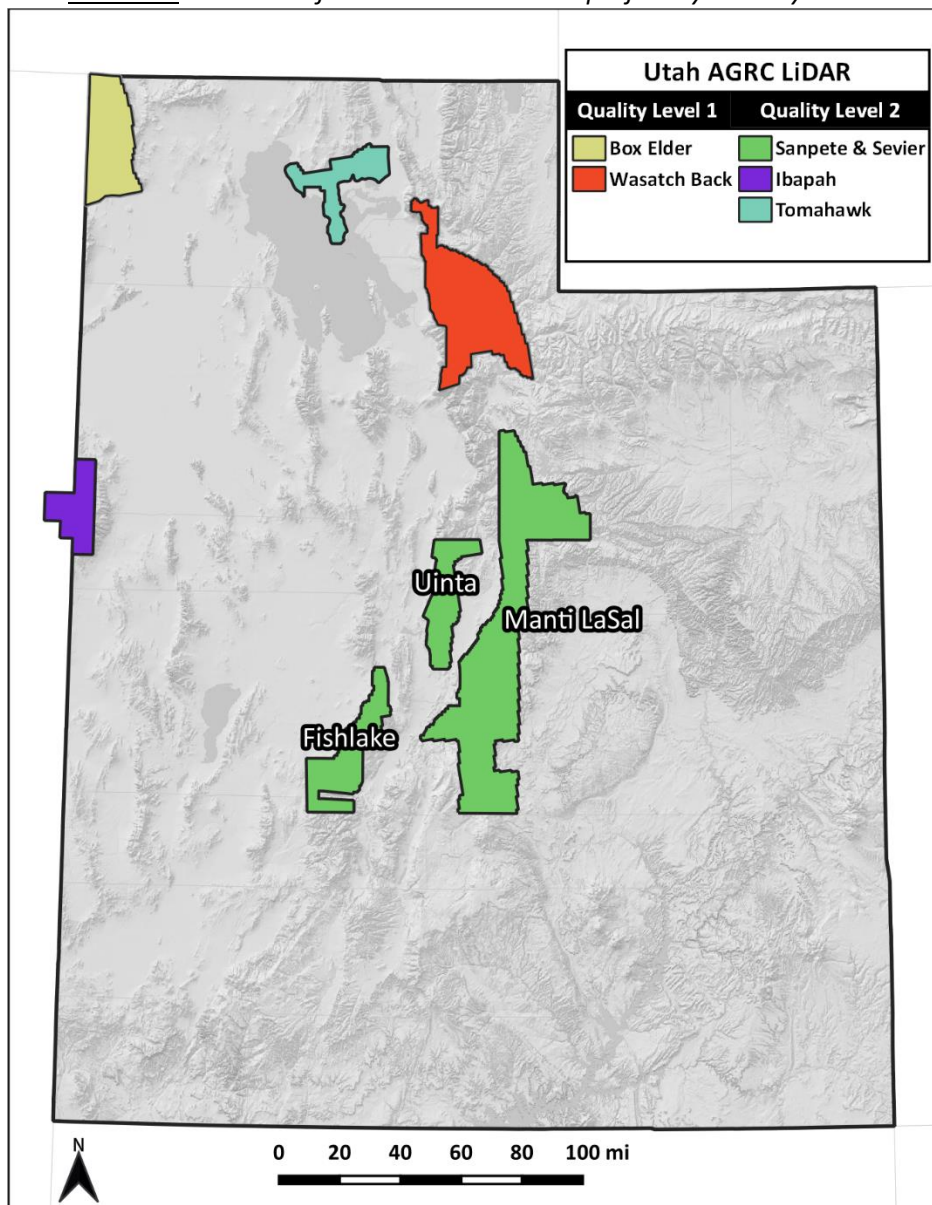 Utah AGRC LiDAR
Quality Level 1 Quality Level 2
Box Elder Sanpete & Sevier
Wasatch Back Ibapah
Tomahawk
Uinta
Manti LaSal
Fishlake
N
0 20 40 60 80 100 mi